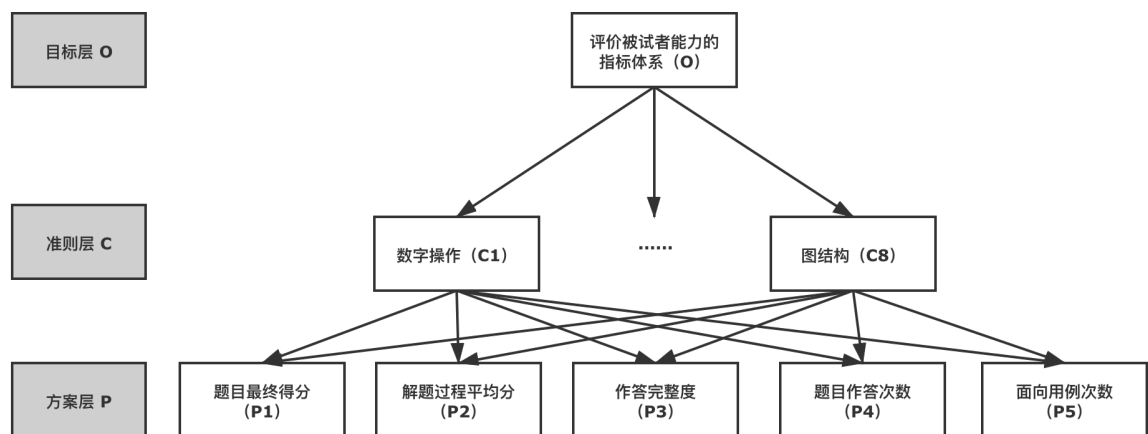 目标层 O
评价被试者能力的
指标体系（O）
准则层 C
数字操作（C1）
......
图结构（C8）
方案层 P
题目最终得分
（P1）
解题过程平均分
（P2）
作答完整度
（P3）
题目作答次数
（P4）
面向用例次数
（P5）